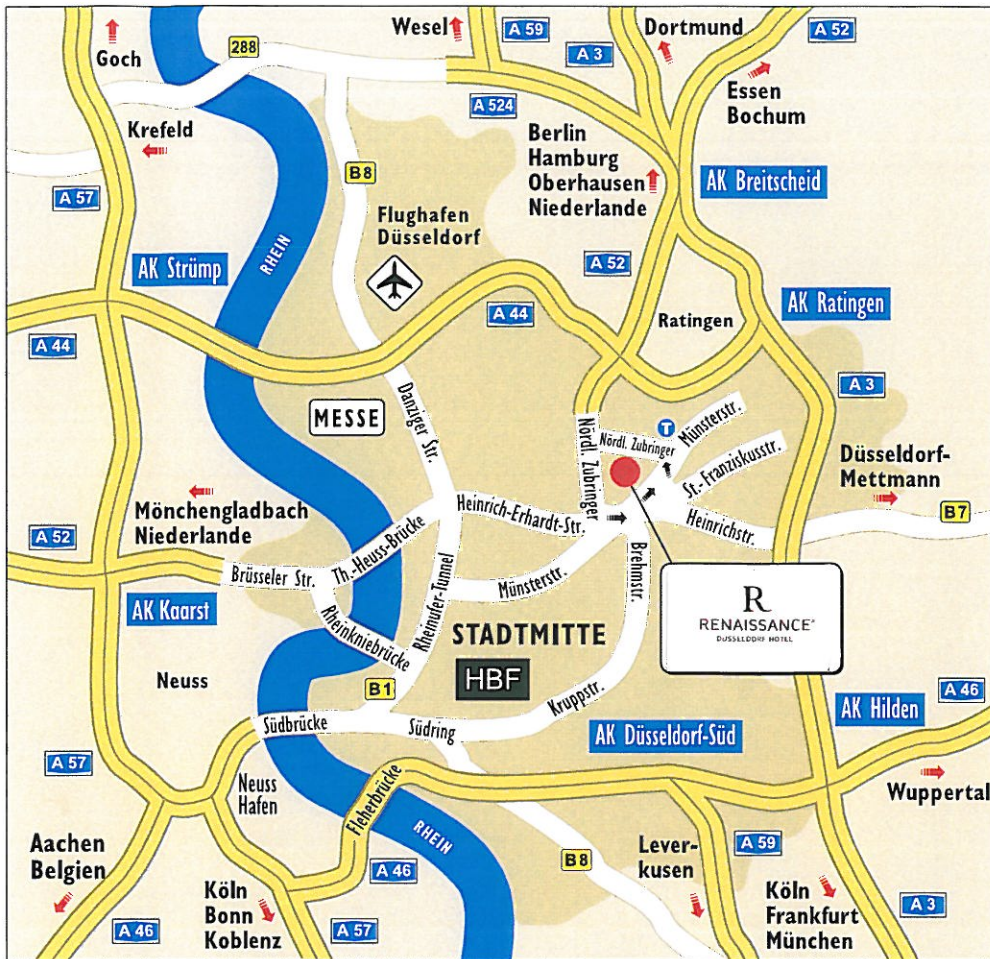 Goch
288
Wesel
A 59
A 3
Dortmund
A 52
Essen
Bochum
A 524
Krefeld
B8
Berlin
Hamburg
Oberhausen
Niederlande
AK Breitscheid
A 57
Flughafen
Düsseldorf
RHEIN
AK Strümp
A 52
AK Ratingen
A 44
Ratingen
A 44
A 3
MESSE
Danziger Str.
Nördl. Zubringer
Nördl. Zubringer
T
Münsterstr.
St.-Franziskusstr.
Düsseldorf-
Mettmann
Mönchengladbach
Niederlande
Heinrich-Erhardt-Str.
Heinrichstr.
B7
A 52
Th.-Heuss-Brücke
Brüsseler Str.
Rheinufer-Tunnel
Münsterstr.
Brehmstr.
AK Kaarst
Rheinkniebrücke
STADTMITTE
R
RENAISSANCE®
DÜSSELDORF HOTEL
Neuss
HBF
B1
Kruppstr.
A 46
Südbrücke
Südring
AK Düsseldorf-Süd
AK Hilden
A 57
Neuss
Hafen
Fleherbrücke
Wuppertal
RHEIN
Aachen
Belgien
A 46
B8
Lever-
kusen
A 59
Köln
Bonn
Koblenz
Köln
Frankfurt
München
A 46
A 57
A 3